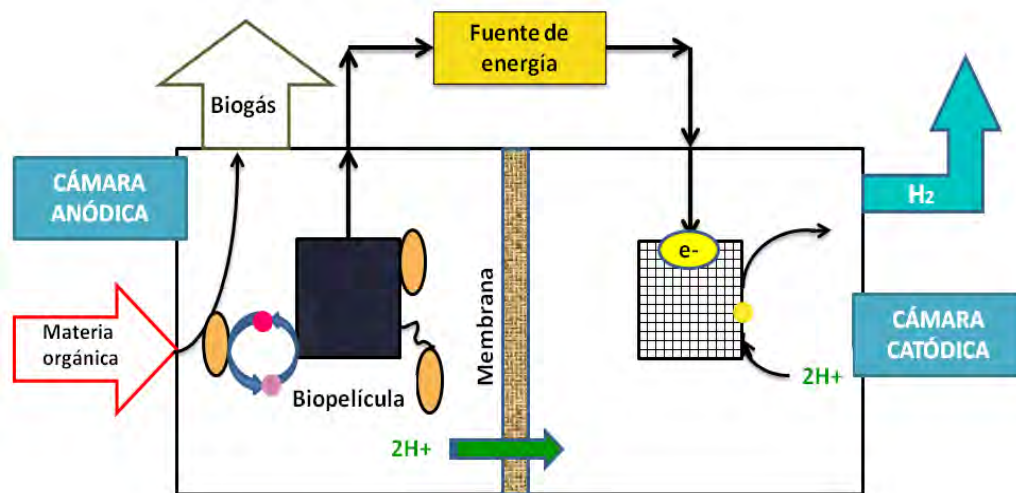 Fuente de
energía
Biogás
CÁMARA
ANÓDICA
H2
e-
Materia
orgánica
Membrana
CÁMARA
CATÓDICA
Biopelícula
2H+
2H+